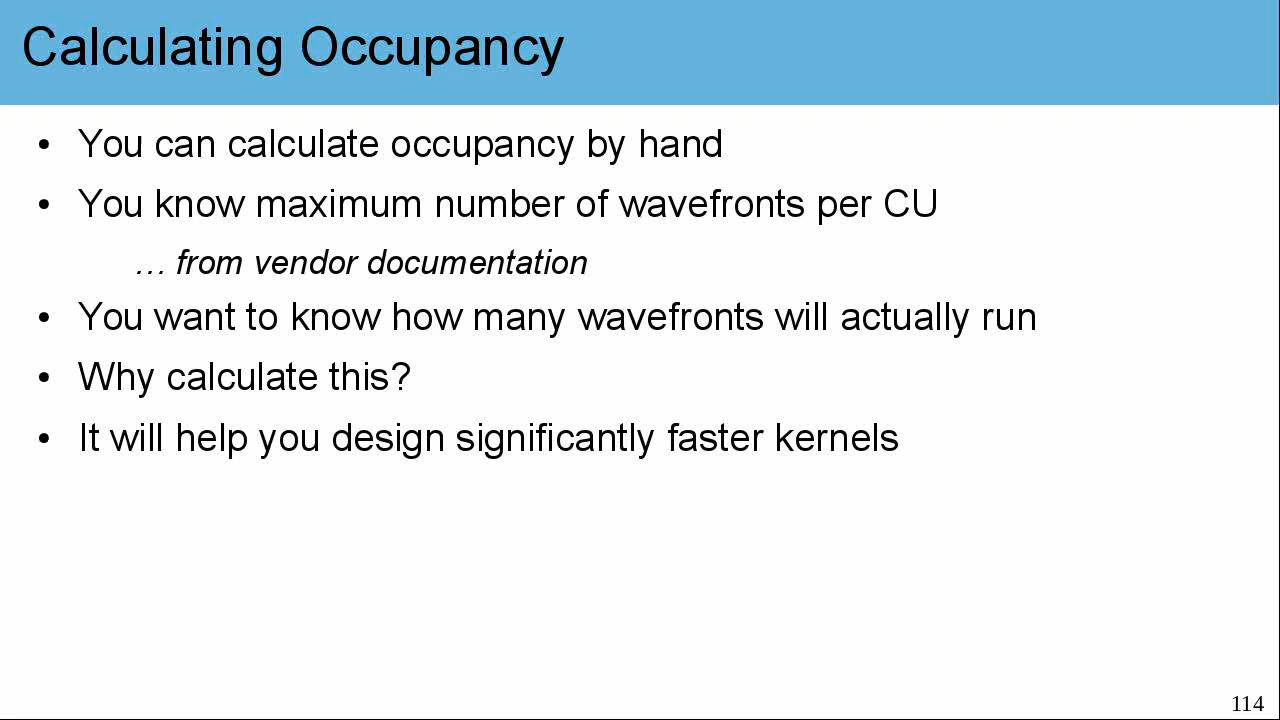 Calculating Occupancy
• You can calculate occupancy by hand
• You know maximum number of wavefronts per CU
… from vendor documentation
• You want to know how many wavefronts will actually run
• Why calculate this?
• It will help you design significantly faster kernels
114